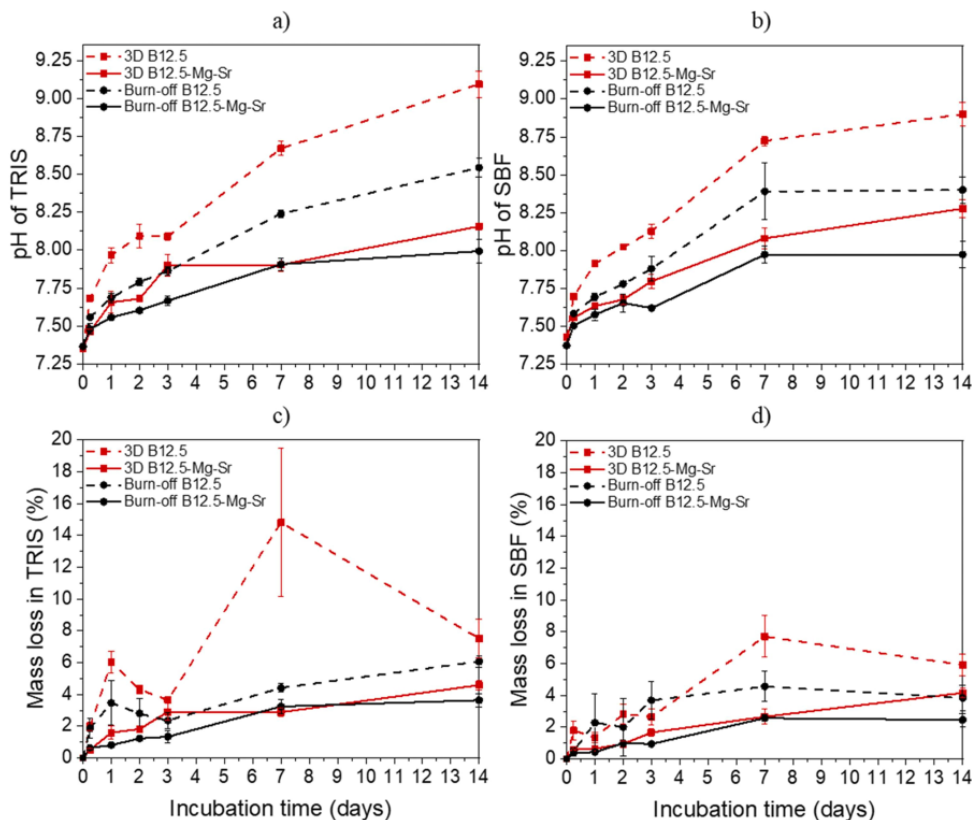 a)
pH of TRIS
9.25
9.00
8.75
8.50
8.25
8.00
7.75
7.50
7.25
3D B12.5
3D B12.5-Mg-Sr
Burn-off B12.5
Burn-off B12.5-Mg-Sr
0 1 2 3 4 5 6 7 8 9 10 11 12 13 14
b)
pH of SBF
9.25
9.00
8.75
8.50
8.25
8.00
7.75
7.50
7.25
3D B12.5
3D B12.5-Mg-Sr
Burn-off B12.5
Burn-off B12.5-Mg-Sr
0 1 2 3 4 5 6 7 8 9 10 11 12 13 14
c)
Mass loss in TRIS (%)
20
18
16
14
12
10
8
6
4
2
0
3D B12.5
3D B12.5-Mg-Sr
Burn-off B12.5
Burn-off B12.5-Mg-Sr
0 1 2 3 4 5 6 7 8 9 10 11 12 13 14
Incubation time (days)
d)
Mass loss in SBF (%)
20
18
16
14
12
10
8
6
4
2
0
3D B12.5
3D B12.5-Mg-Sr
Burn-off B12.5
Burn-off B12.5-Mg-Sr
0 1 2 3 4 5 6 7 8 9 10 11 12 13 14
Incubation time (days)